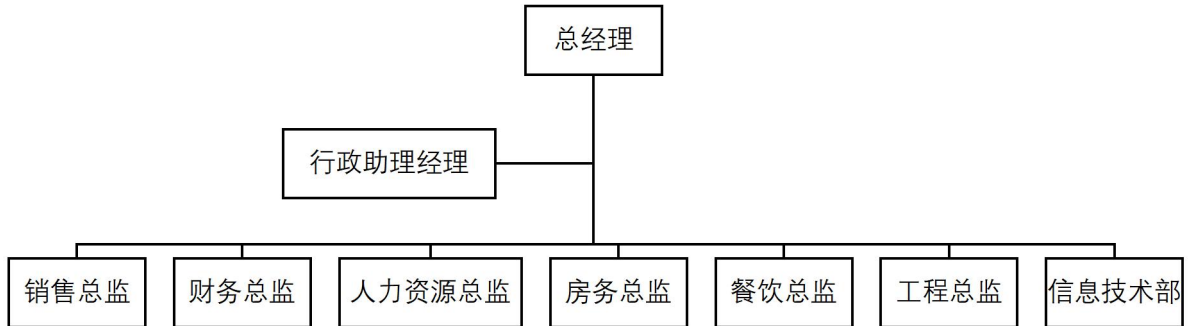 总经理
行政助理经理
销售总监
财务总监
人力资源总监
房务总监
餐饮总监
工程总监
信息技术部